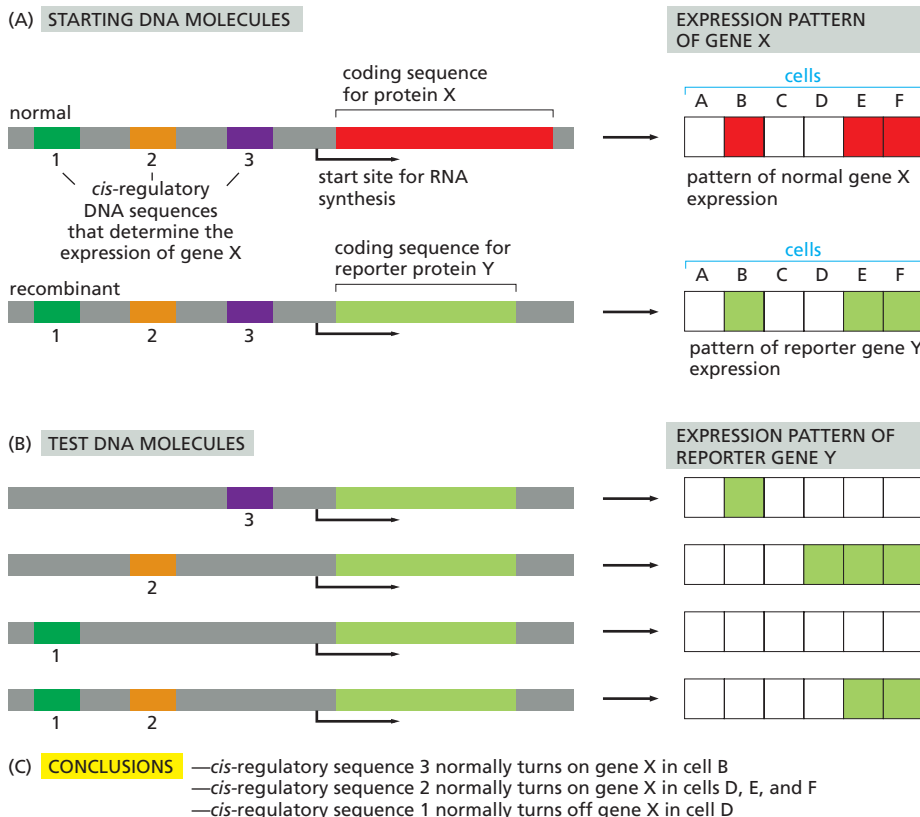 (A) STARTING DNA MOLECULES
EXPRESSION PATTERN
OF GENE X
coding sequence
for protein X
cells
normal
A B C D E F
1 2 3
start site for RNA
synthesis
cis-regulatory
DNA sequences
that determine the
expression of gene X
pattern of normal gene X
expression
coding sequence for
reporter protein Y
cells
recombinant
A B C D E F
1 2 3
pattern of reporter gene Y
expression
(B) TEST DNA MOLECULES
EXPRESSION PATTERN OF
REPORTER GENE Y
3
2
1
1 2
(C) CONCLUSIONS —cis-regulatory sequence 3 normally turns on gene X in cell B
—cis-regulatory sequence 2 normally turns on gene X in cells D, E, and F
—cis-regulatory sequence 1 normally turns off gene X in cell D